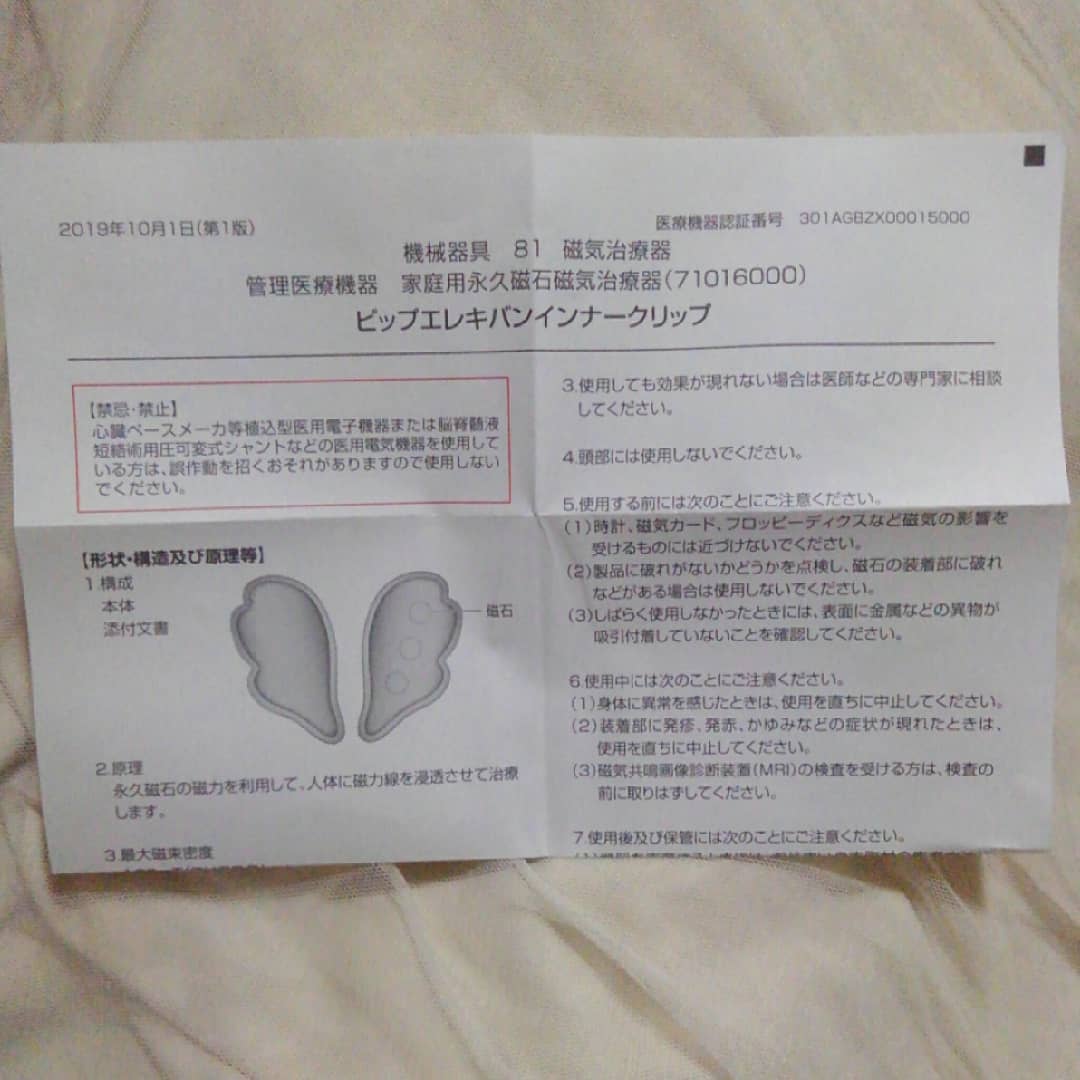 2019年10月1日(第1版)
医療機器認証番号 301AGBZX00015000
機械器具 81 磁気治療器
管理医療機器 家庭用永久磁石磁気治療器(71016000)
ピップエレキバンインナークリップ
【禁忌・禁止】
心臓ペースメーカ等植込型医用電子機器または脳脊髄液
短絡術用圧可変式シャントなどの医用電気機器を使用して
いる方は、誤作動を招くおそれがありますので使用しない
でください。
【形状・構造及び原理等】
1.構成
本体
添付文書
磁石
2.原理
永久磁石の磁力を利用して、人体に磁力線を浸透させて治療
します。
3.最大磁束密度
3.使用しても効果が現れない場合は医師などの専門家に相談
してください。
4.頭部には使用しないでください。
5.使用する前には次のことにご注意ください。
(1)時計、磁気カード、フロッピーディクスなど磁気の影響を
受けるものには近づけないでください。
(2)製品に破れがないかどうかを点検し、磁石の装着部に破れ
などがある場合は使用しないでください。
(3)しばらく使用しなかったときには、表面に金属などの異物が
吸引付着していないことを確認してください。
6.使用中には次のことにご注意ください。
(1)身体に異常を感じたときは、使用を直ちに中止してください。
(2)装着部に発疹、発赤、かゆみなどの症状が現れたときは、
使用を直ちに中止してください。
(3)磁気共鳴画像診断装置(MRI)の検査を受ける方は、検査の
前に取りはずしてください。
7.使用後及び保管には次のことにご注意ください。